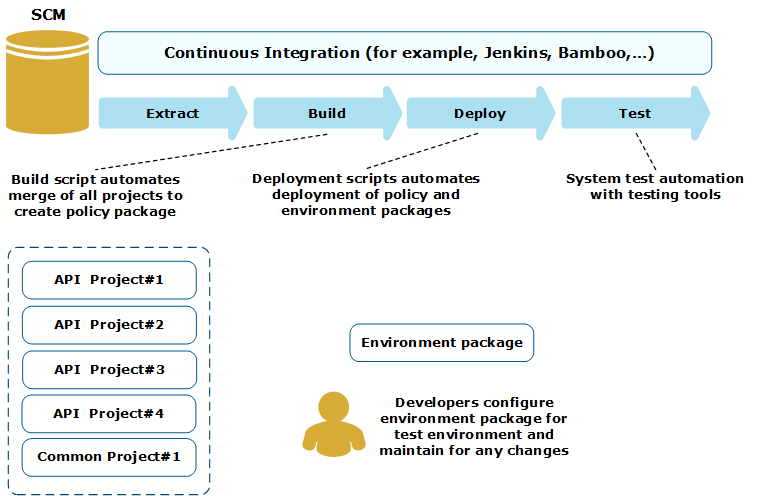 SCM
Continuous Integration (for example, Jenkins, Bamboo,...)
Extract
Build
Deploy
Test
Build script automates
merge of all projects to
create policy package
Deployment scripts automates
deployment of policy and
environment packages
System test automation
with testing tools
API  Project#1
API  Project#2
API  Project#3
API  Project#4
Common Project#1
Environment package
Developers configure
environment package for
test environment and
maintain for any changes